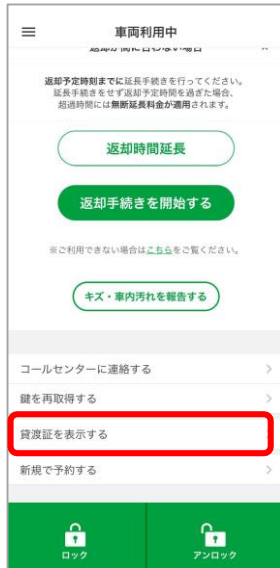 車両利用中
返却予定時刻までに延長手続きを行ってください。
延長手続きをせず返却予定時間を過ぎた場合、
超過時間には無断延長料金が適用されます。
返却時間延長
返却手続きを開始する
※ご利用できない場合はこちらをご覧ください。
キズ・車内汚れを報告する
コールセンターに連絡する
鍵を再取得する
貸渡証を表示する
新規で予約する
ロック
アンロック